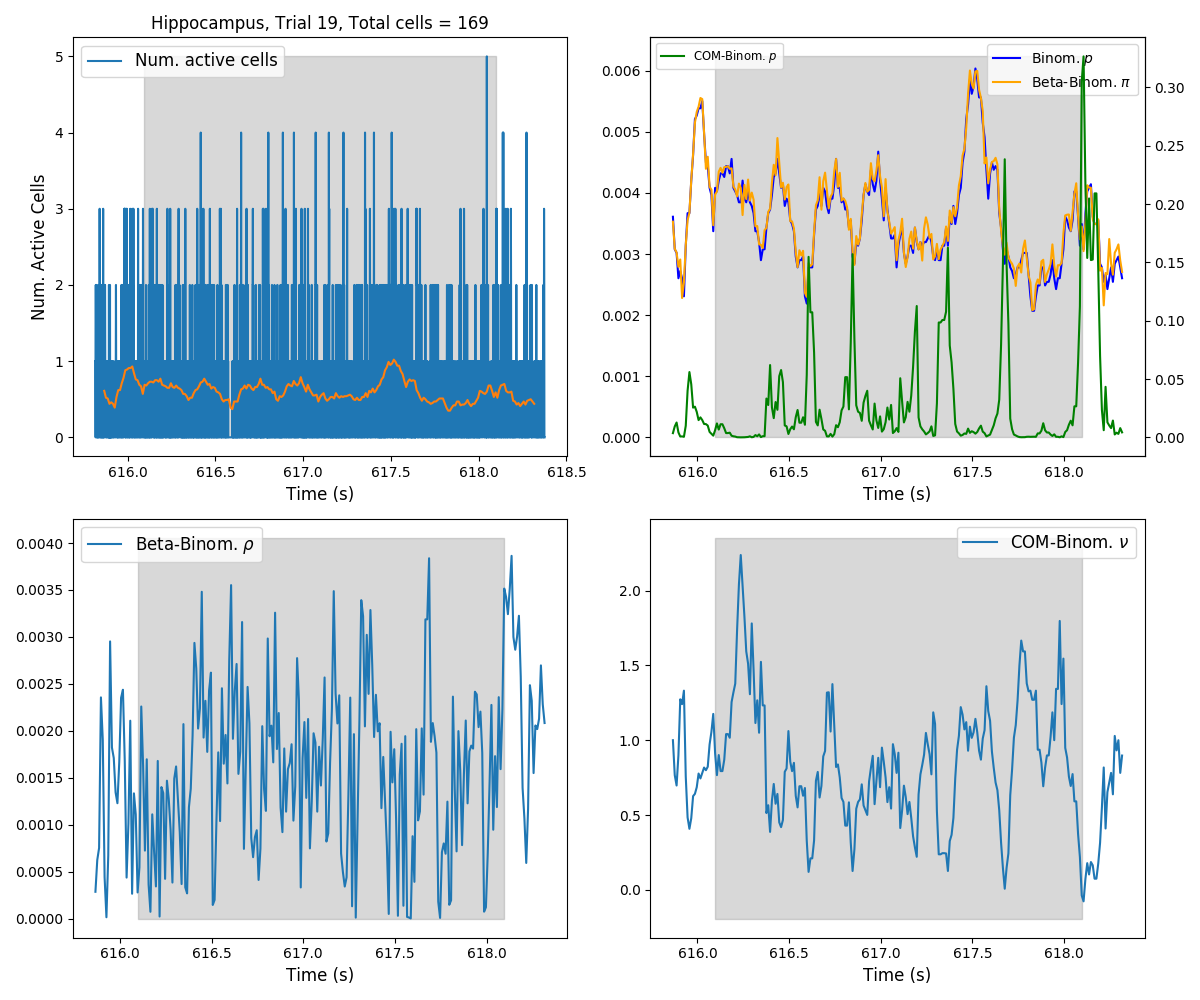 Hippocampus, Trial 19, Total cells = 169
Num. active cells
Num. Active Cells
5
4
3
2
1
0
616.0 616.5 617.0 617.5 618.0 618.5
Time (s)
COM-Binom. p
Binom. p
Beta-Binom. π
0.006
0.005
0.004
0.003
0.002
0.001
0.000
0.30
0.25
0.20
0.15
0.10
0.05
0.00
616.0 616.5 617.0 617.5 618.0
Time (s)
Beta-Binom. ρ
0.0040
0.0035
0.0030
0.0025
0.0020
0.0015
0.0010
0.0005
0.0000
616.0 616.5 617.0 617.5 618.0
Time (s)
COM-Binom. ν
2.0
1.5
1.0
0.5
0.0
616.0 616.5 617.0 617.5 618.0
Time (s)